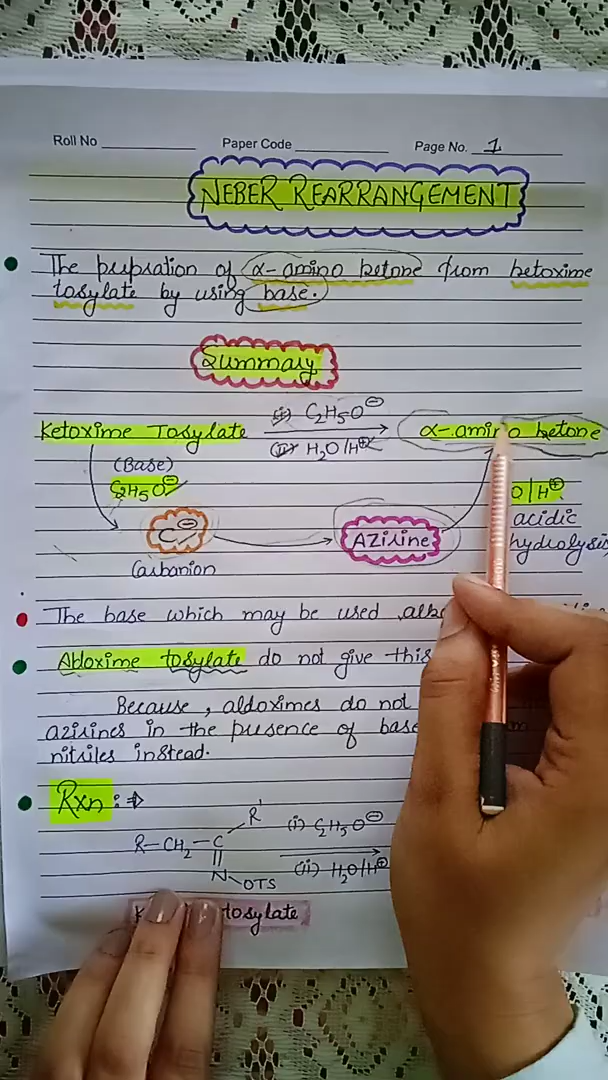 Roll No Paper Code Page No. 1
NEBER REARRANGEMENT
The prepration of α-amino ketone from ketoxime
tosylate by using base.
Summary
(i) C2H5O⊖
Ketoxime Tosylate α-amino ketone
(ii) H2O/H⊕
(Base)
C2H5O⊖ O/H⊕
C⊖ AZirine acidic
hydrolysis
Carbanion
The base which may be used
Aldoxime tosylate do not give this
Because, aldoximes do not
azirines in the presence of base
nitriles instead.
Rxn :⇒
R-CH2-C R' (i) C2H5O⊖
N-OTS (ii) H2O/H⊕
tosylate